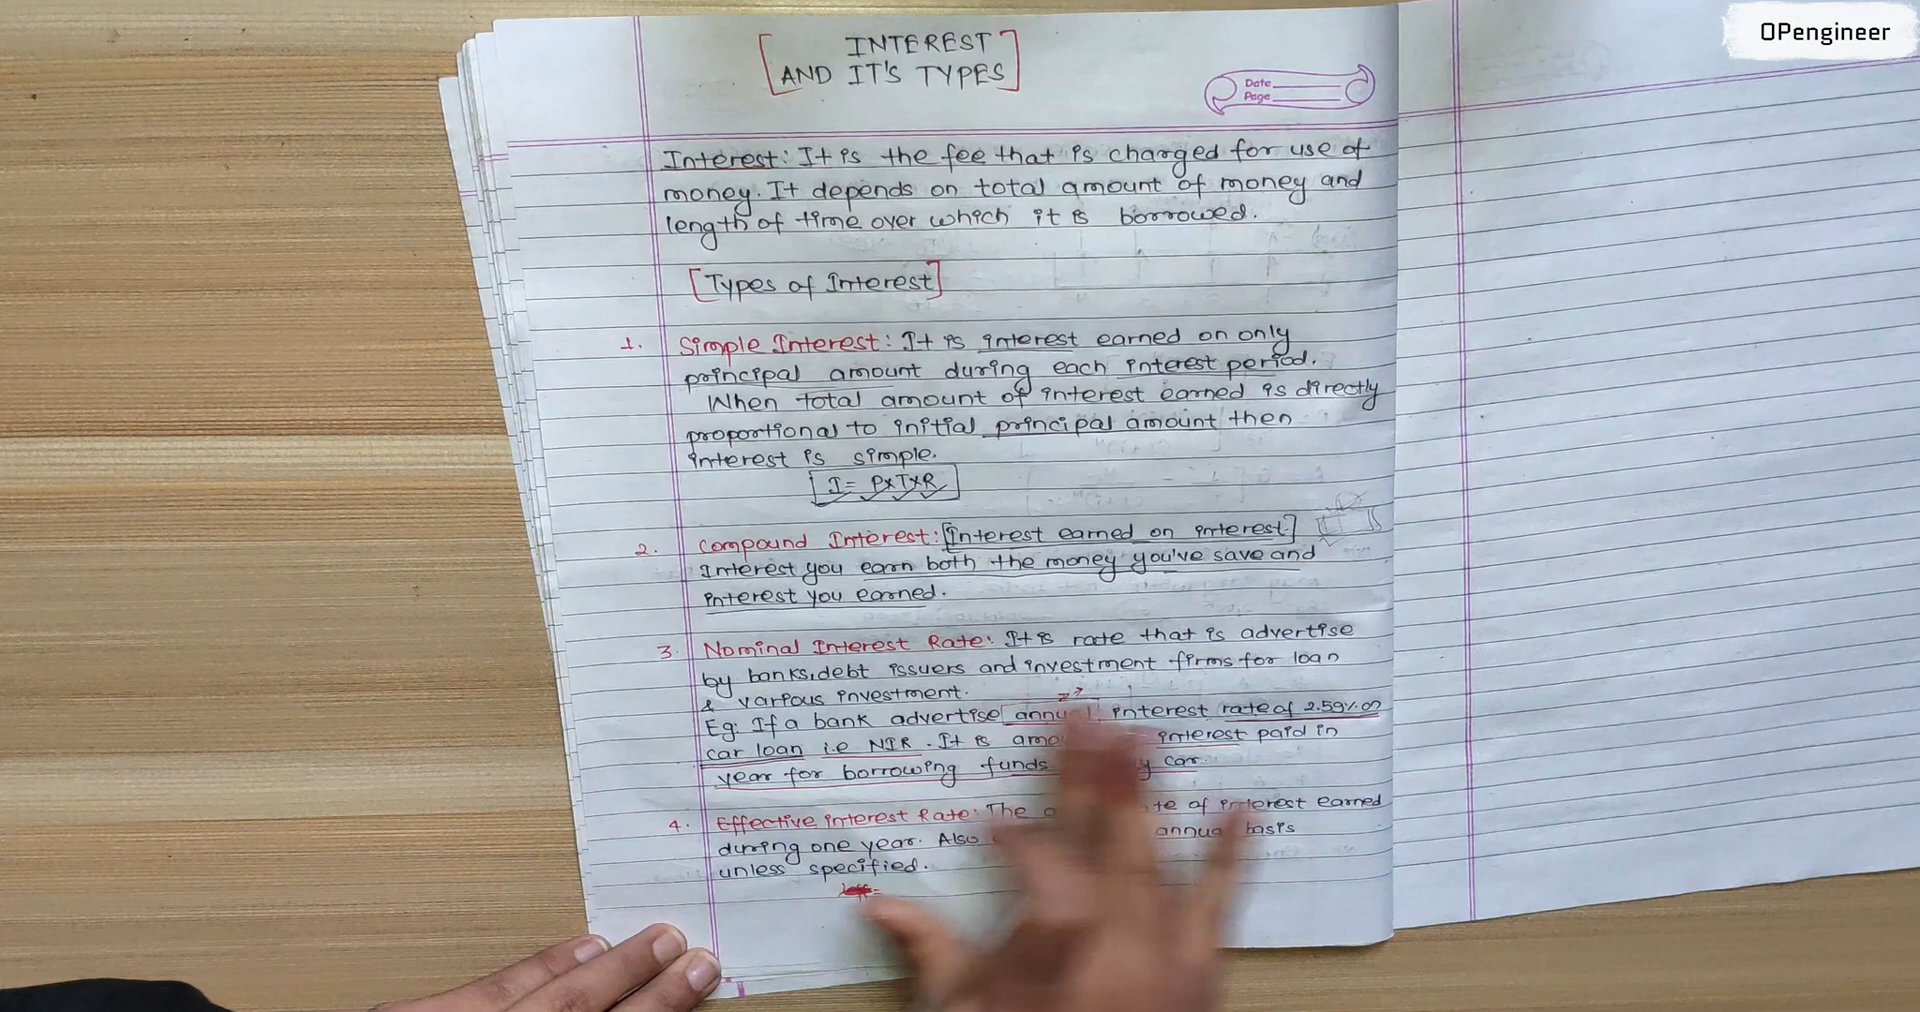 OPengineer
INTEREST
AND IT'S TYPES
Date
Page
Interest: It is the fee that is charged for use of
money. It depends on total amount of money and
length of time over which it is borrowed.
[Types of Interest]
1. Simple Interest: It is interest earned on only
principal amount during each interest period.
When total amount of interest earned is directly
proportional to initial principal amount then
interest is simple.
I = P×T×R
2. Compound Interest: [Interest earned on interest]
Interest you earn both the money you've save and
interest you earned.
3. Nominal Interest Rate: It is rate that is advertise
by banks, debt issuers and investment firms for loan
& various investment.
Eg: If a bank advertise annual interest rate of 2.59% on
car loan i.e NIR. It is interest paid in
year for borrowing funds car.
4. Effective interest Rate: The of interest earned
during one year. Also annual basis
unless specified.